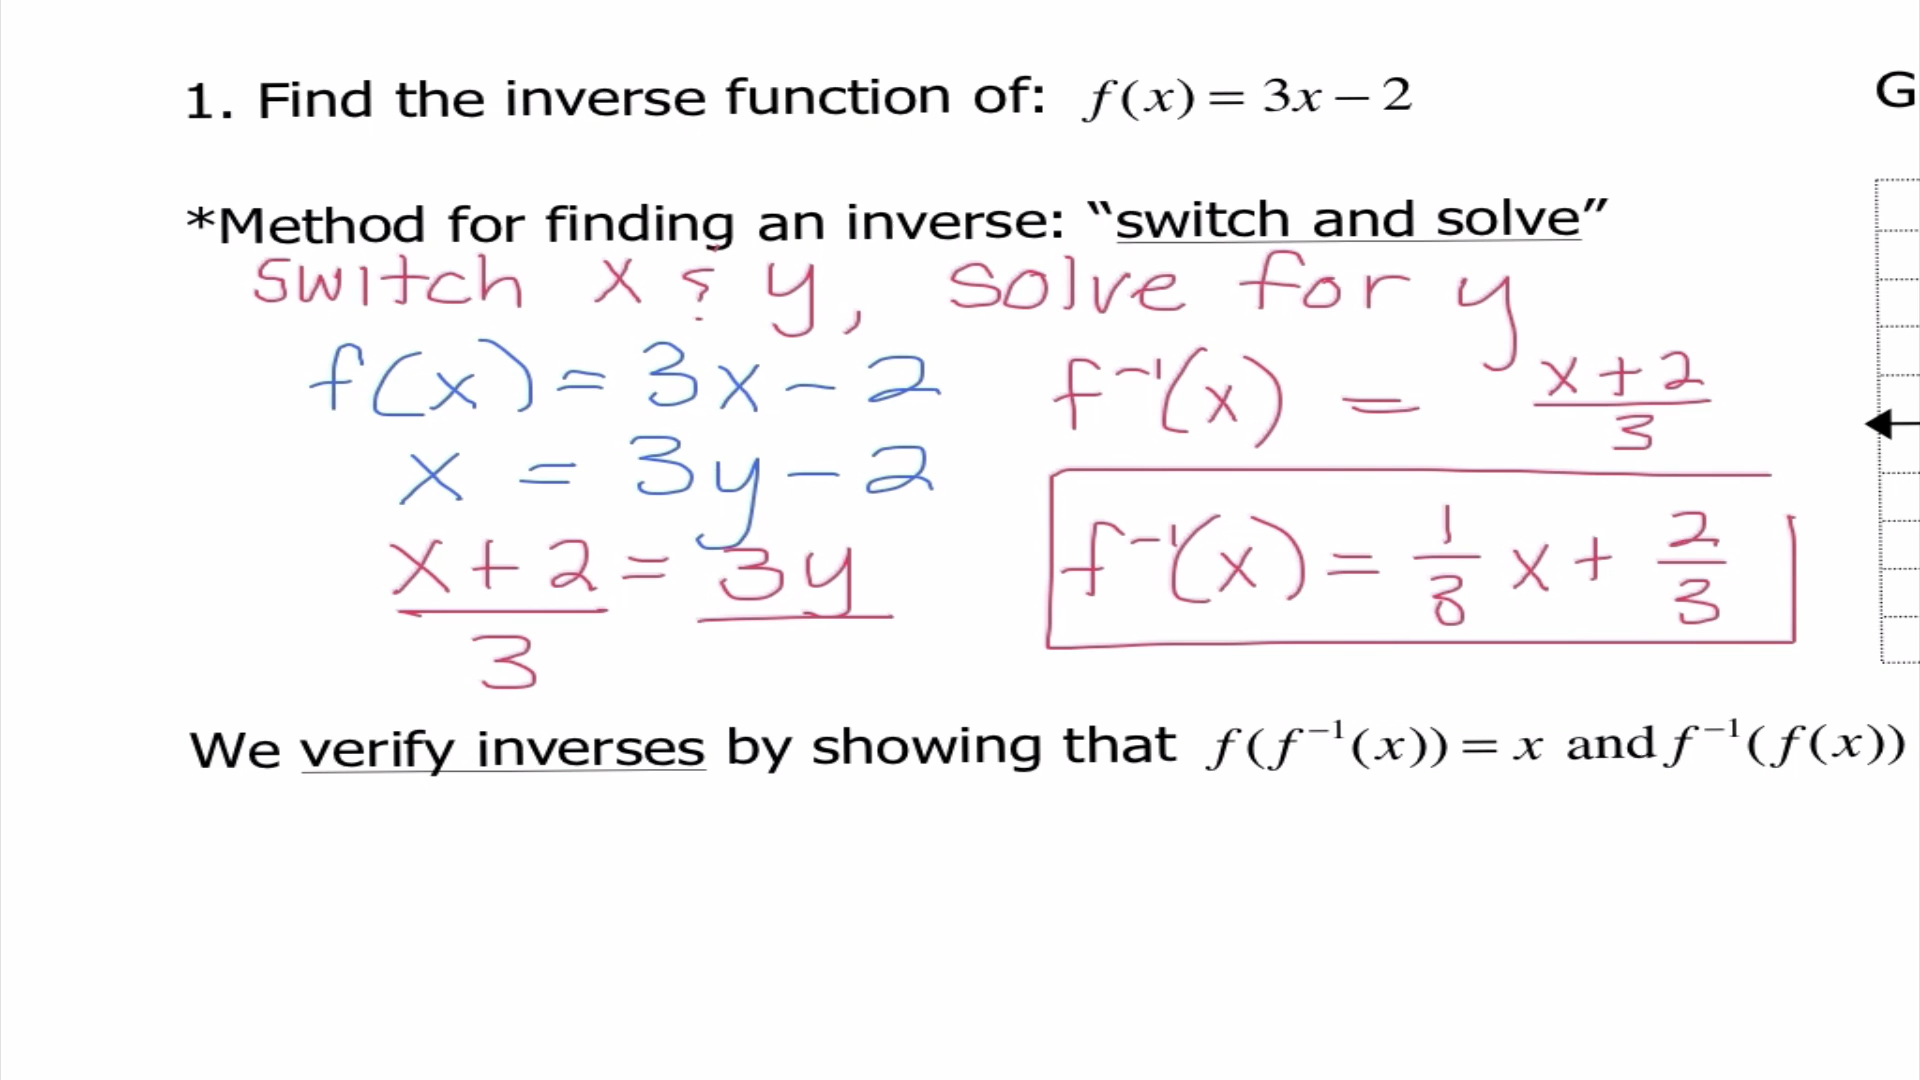 1. Find the inverse function of: f(x) = 3x – 2
G
*Method for finding an inverse: “switch and solve”
switch x & y, solve for y
f(x) = 3x - 2
x = 3y - 2
x + 2 = 3y
3
f⁻¹(x) = x + 2
3
f⁻¹(x) = 1/3 x + 2/3
We verify inverses by showing that f(f⁻¹(x)) = x and f⁻¹(f(x))